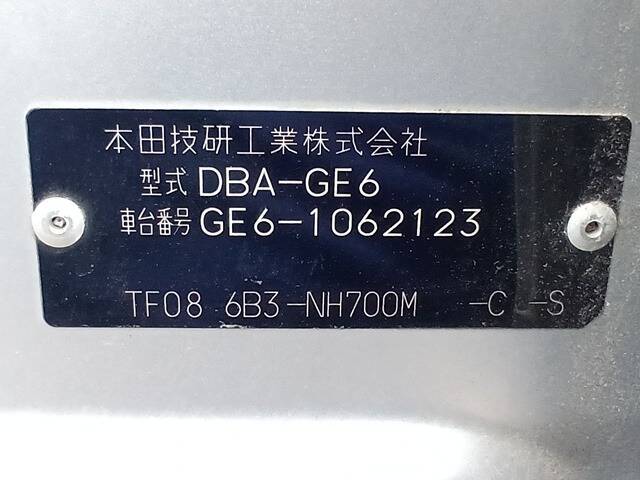 本田技研工業株式会社
型式 DBA-GE6
車台番号 GE6-1062123
TF08 6B3-NH700M -C -S